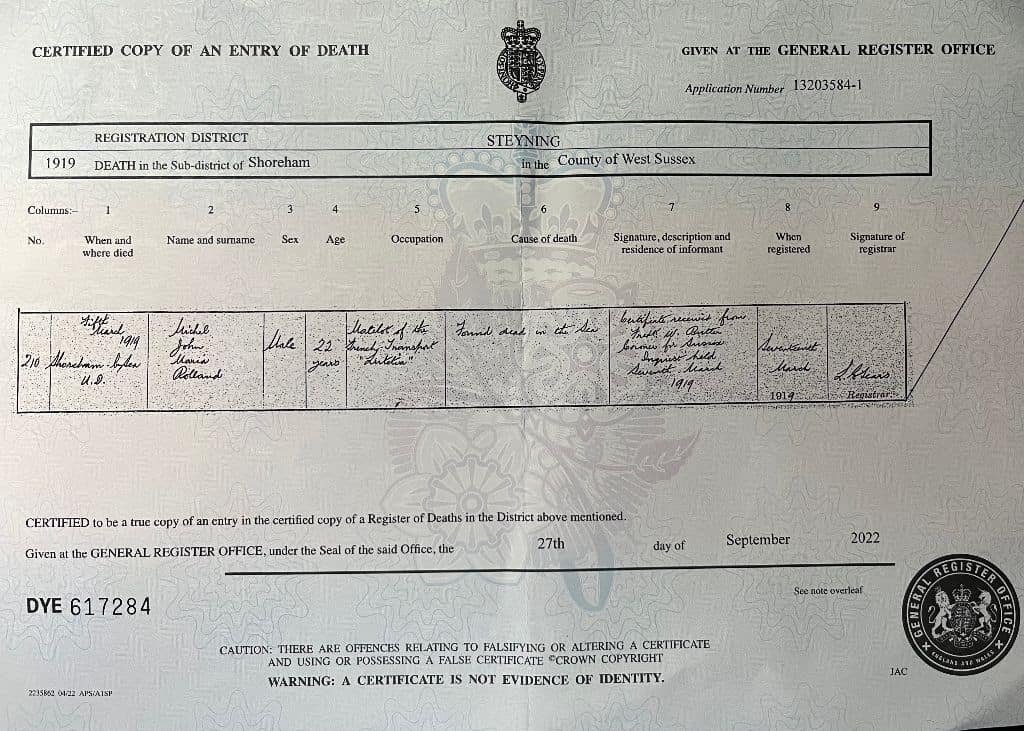 CERTIFIED COPY OF AN ENTRY OF DEATH
GIVEN AT THE GENERAL REGISTER OFFICE
Application Number 13203584-1
REGISTRATION DISTRICT STEYNING
1919 DEATH in the Sub-district of Shoreham in the County of West Sussex
Columns:- 1 2 3 4 5 6 7 8 9
No. When and where died Name and surname Sex Age Occupation Cause of death Signature, description and residence of informant When registered Signature of registrar
210
Fifth
March
1919
Shoreham-by-Sea
U.D.
Michel
John
Maria
Rolland
Male
22
years
Matelot of the
French Transport
Found dead in the Sea
Certificate received from
Coroner for Sussex
Inquest held
March
1919
March
1919
Registrar.
CERTIFIED to be a true copy of an entry in the certified copy of a Register of Deaths in the District above mentioned.
Given at the GENERAL REGISTER OFFICE, under the Seal of the said Office, the 27th day of September 2022
See note overleaf
DYE 617284
GENERAL REGISTER OFFICE
ENGLAND AND WALES
CAUTION: THERE ARE OFFENCES RELATING TO FALSIFYING OR ALTERING A CERTIFICATE
AND USING OR POSSESSING A FALSE CERTIFICATE ©CROWN COPYRIGHT
WARNING: A CERTIFICATE IS NOT EVIDENCE OF IDENTITY.
JAC
2235862 04/22 APS/A1SP